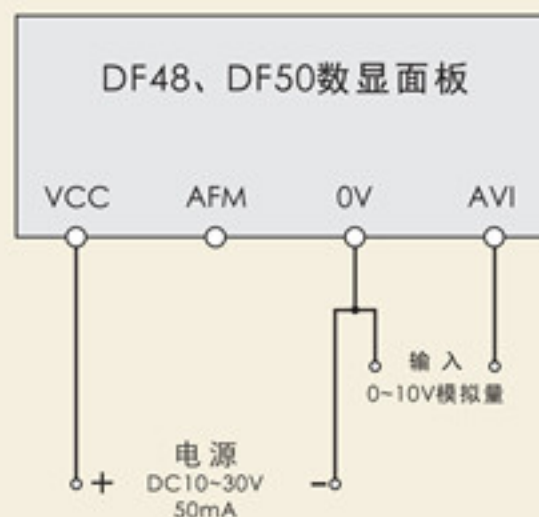 DF48、DF50数显面板
VCC AFM 0V AVI
输入
0~10V模拟量
电源
+ DC10~30V -
50mA